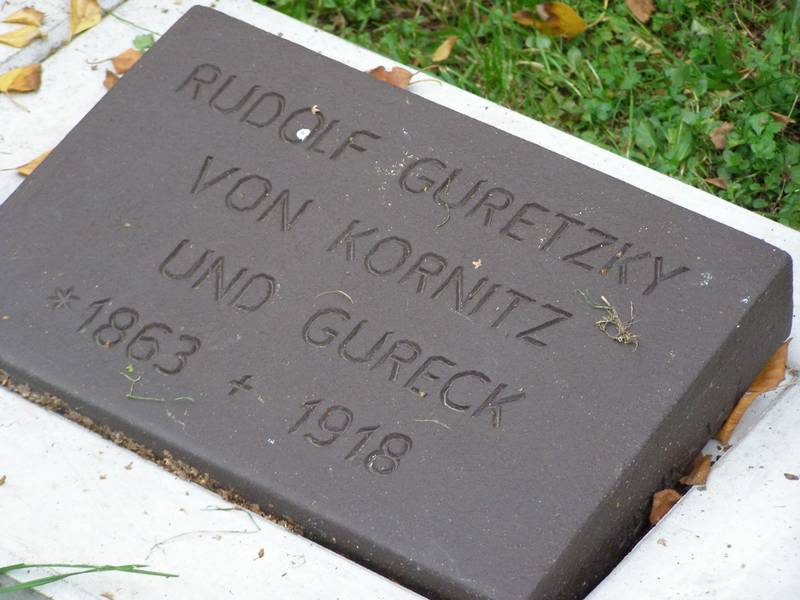 RUDOLF GURETZKY
VON KORNITZ
UND GURECK
* 1863 + 1918